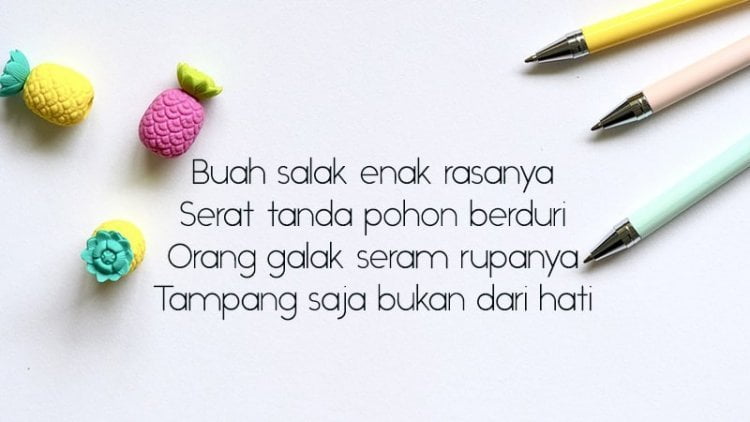 Buah salak enak rasanya
Serat tanda pohon berduri
Orang galak seram rupanya
Tampang saja bukan dari hati